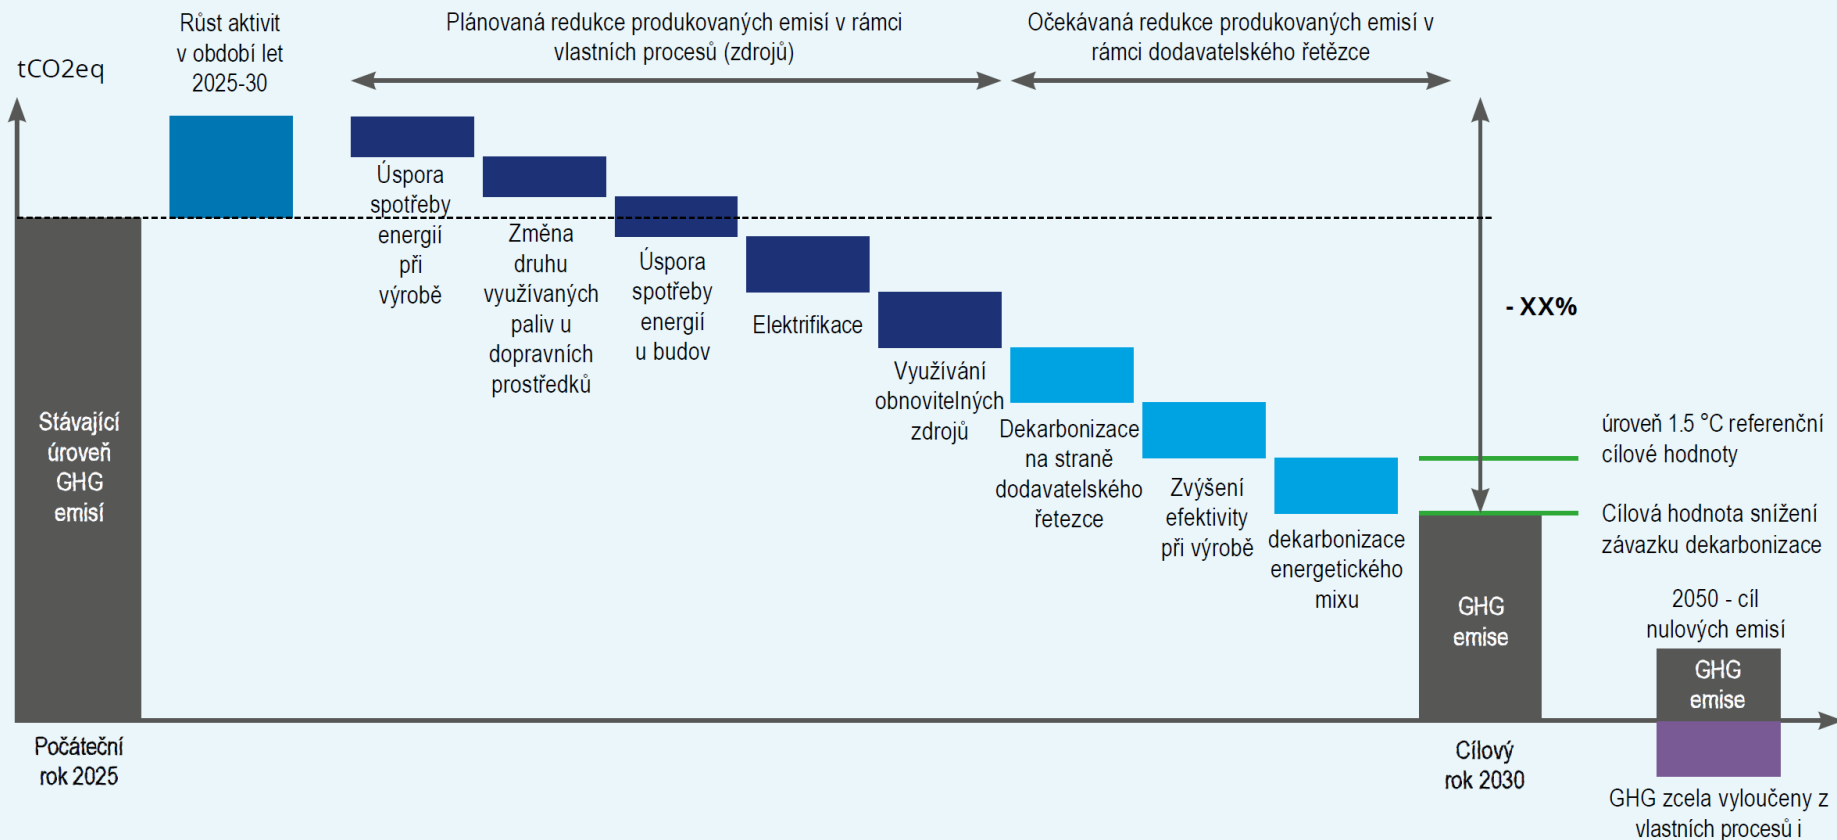 tCO2eq
Růst aktivit
v období let
2025-30
Plánovaná redukce produkovaných emisí v rámci
vlastních procesů (zdrojů)
Očekávaná redukce produkovaných emisí v
rámci dodavatelského řetězce
Úspora
spotřeby
energií
při
výrobě
Změna
druhu
využívaných
paliv u
dopravních
prostředků
Úspora
spotřeby
energií
u budov
Elektrifikace
Využívání
obnovitelných
zdrojů
Dekarbonizace
na straně
dodavatelského
řetezce
Zvýšení
efektivity
při výrobě
dekarbonizace
energetického
mixu
- XX%
úroveň 1.5 °C referenční
cílové hodnoty
Cílová hodnota snížení
závazku dekarbonizace
Stávající
úroveň
GHG
emisí
GHG
emise
2050 - cíl
nulových emisí
GHG
emise
Počáteční
rok 2025
Cílový
rok 2030
GHG zcela vyloučeny z
vlastních procesů i